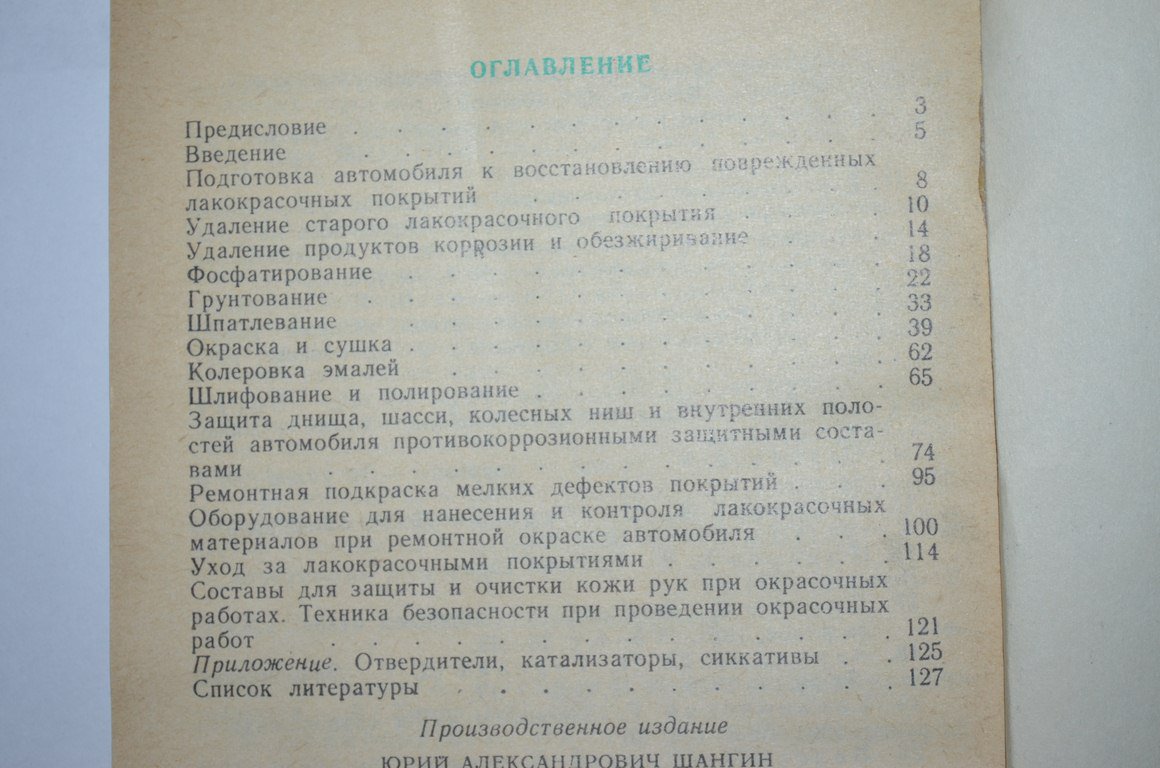 ОГЛАВЛЕНИЕ
Предисловие . . . . . . . . . . . 3
Введение . . . . . . . . . . . 5
Подготовка автомобиля к восстановлению поврежденных
лакокрасочных покрытий . . . . . . . 8
Удаление старого лакокрасочного покрытия . . . 10
Удаление продуктов коррозии и обезжиривание . . 14
Фосфатирование . . . . . . . . . . 18
Грунтование . . . . . . . . . . 22
Шпатлевание . . . . . . . . . . 33
Окраска и сушка . . . . . . . . . 39
Колеровка эмалей . . . . . . . . . 62
Шлифование и полирование . . . . . . . 65
Защита днища, шасси, колесных ниш и внутренних поло-
стей автомобиля противокоррозионными защитными соста-
вами . . . . . . . . . . . 74
Ремонтная подкраска мелких дефектов покрытий . . . 95
Оборудование для нанесения и контроля лакокрасочных
материалов при ремонтной окраске автомобиля . . . 100
Уход за лакокрасочными покрытиями . . . . . 114
Составы для защиты и очистки кожи рук при окрасочных
работах. Техника безопасности при проведении окрасочных
работ . . . . . . . . . . . 121
Приложение. Отвердители, катализаторы, сиккативы . . 125
Список литературы . . . . . . . . . 127
Производственное издание
ЮРИЙ АЛЕКСАНДРОВИЧ ШАНГИН